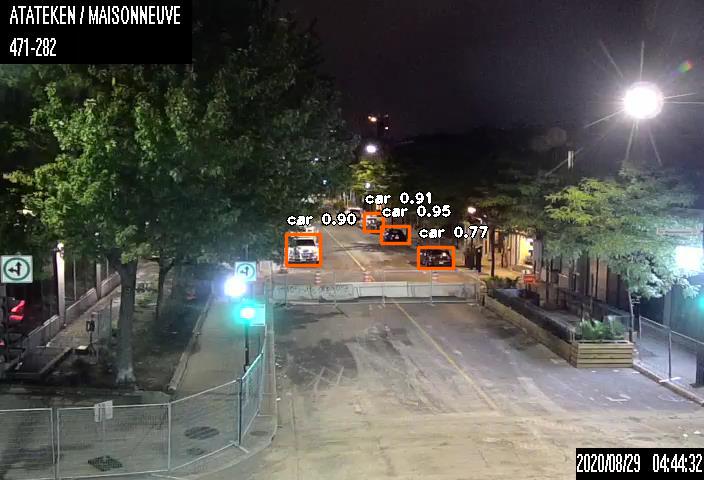 ATATEKEN / MAISONNEUVE
471-282
car 0.91
car 0.95
car 0.90
car 0.77
2020/08/29 04:44:32